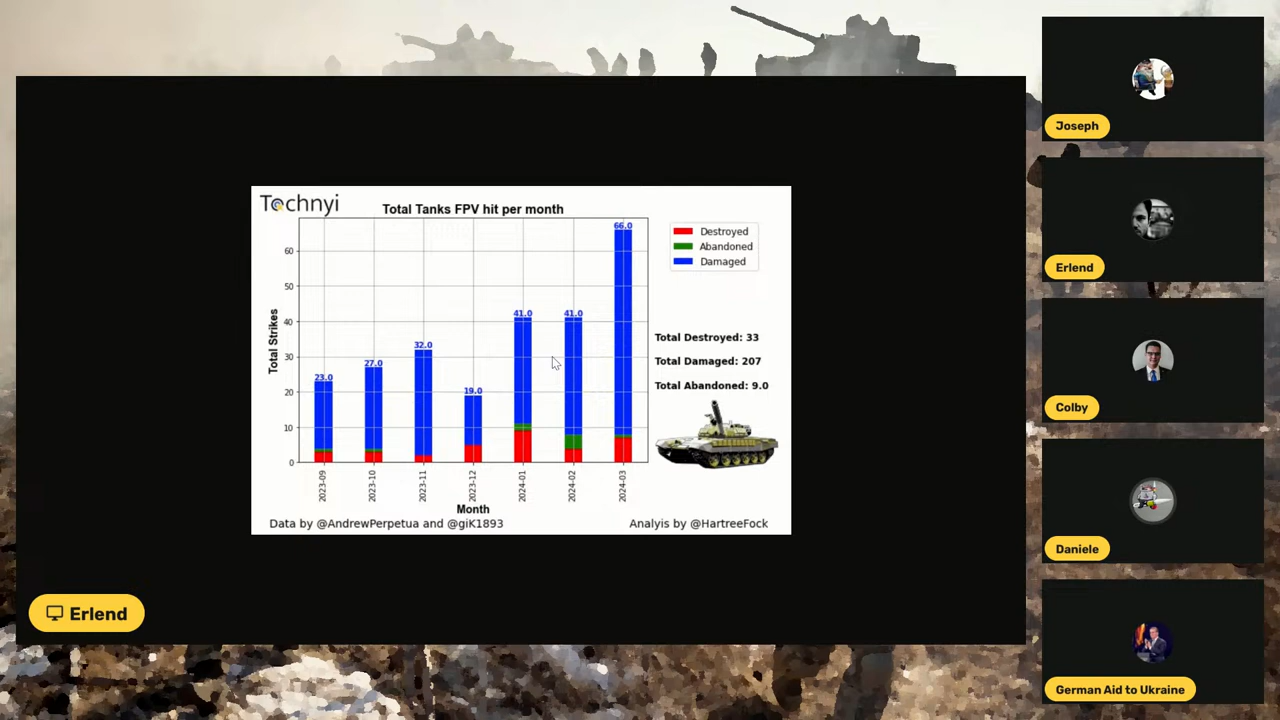 Technyi
Total Tanks FPV hit per month
Total Strikes
60
50
40
30
20
10
0
23.0
27.0
32.0
19.0
41.0
41.0
66.0
2023-09
2023-10
2023-11
2023-12
2024-01
2024-02
2024-03
Month
Destroyed
Abandoned
Damaged
Total Destroyed: 33
Total Damaged: 207
Total Abandoned: 9.0
Data by @AndrewPerpetua and @giK1893
Analyis by @HartreeFock
Erlend
Joseph
Erlend
Colby
Daniele
German Aid to Ukraine